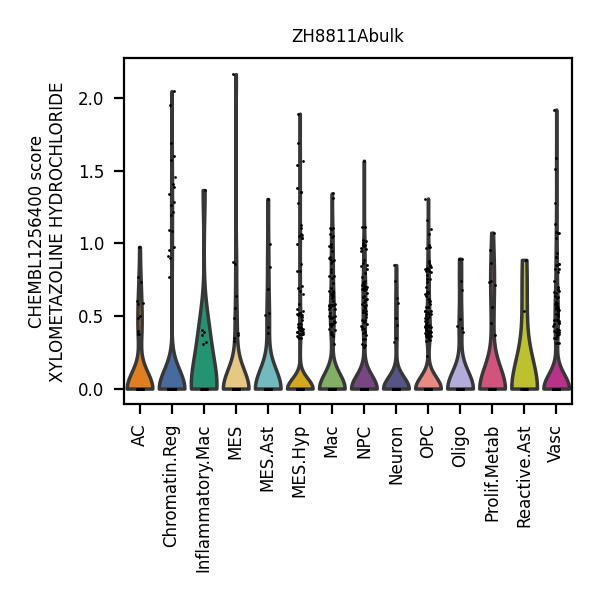 ZH8811Abulk
CHEMBL1256400 score
XYLOMETAZOLINE HYDROCHLORIDE
2.0
1.5
1.0
0.5
0.0
AC
Chromatin.Reg
Inflammatory.Mac
MES
MES.Ast
MES.Hyp
Mac
NPC
Neuron
OPC
Oligo
Prolif.Metab
Reactive.Ast
Vasc